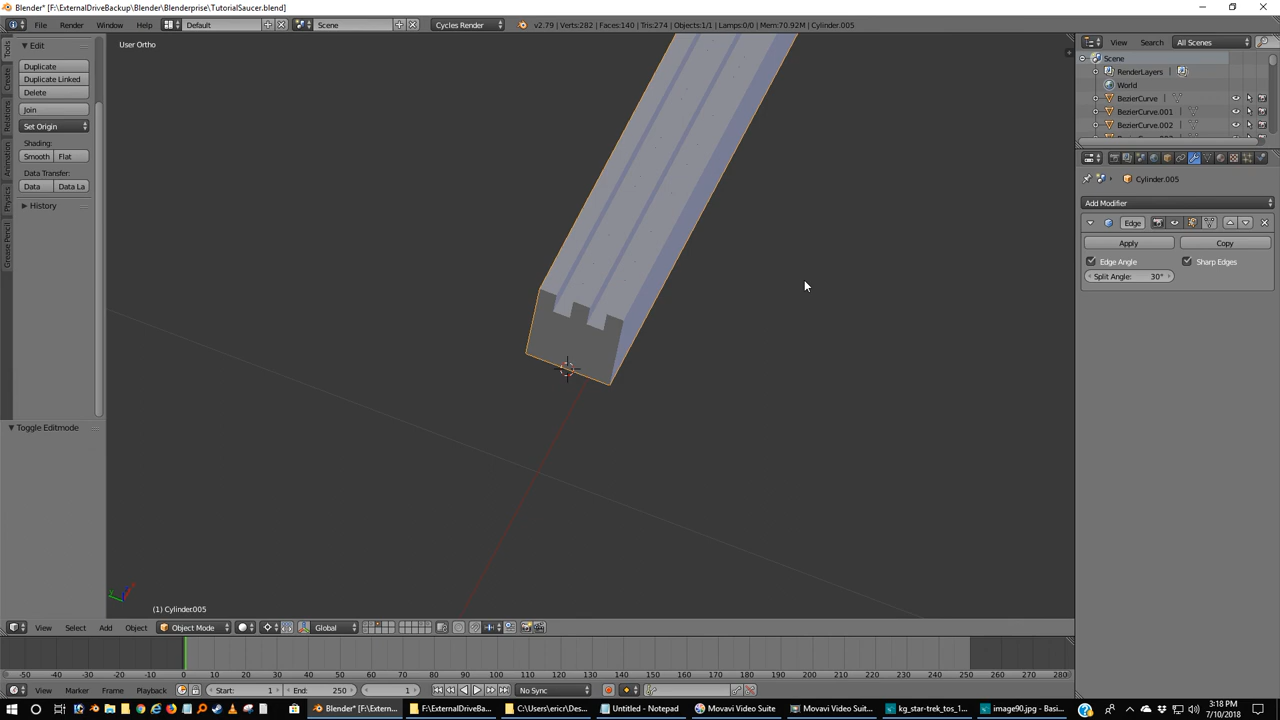 Blender* [F:\ExternalDriveBackup\Blender\Blenderprise\TutorialSaucer.blend]
File Render Window Help Default Scene Cycles Render v2.79 | Verts:282 | Faces:140 | Tris:274 | Objects:1/1 | Lamps:0/0 | Mem:70.92M | Cylinder.005
View Search All Scenes
Tools
Create
Relations
Animation
Physics
Grease Pencil
Edit
Duplicate
Duplicate Linked
Delete
Join
Set Origin
Shading:
Smooth Flat
Data Transfer:
Data Data La
History
Toggle Editmode
User Ortho
(1) Cylinder.005
Scene
RenderLayers
World
BezierCurve
BezierCurve.001
BezierCurve.002
Cylinder.005
Add Modifier
Edge
Apply Copy
Edge Angle Sharp Edges
Split Angle: 30°
View Select Add Object Object Mode Global
-50 -40 -30 -20 -10 0 10 20 30 40 50 60 70 80 90 100 110 120 130 140 150 160 170 180 190 200 210 220 230 240 250 260 270 280
View Marker Frame Playback Start: 1 End: 250 1 No Sync
Blender* [F:\Extern... F:\ExternalDriveBa... C:\Users\ericr\Des... Untitled - Notepad Movavi Video Suite Movavi Video Suit... kg_star-trek_tos_1... image90.jpg - Basi...
3:18 PM
7/10/2018